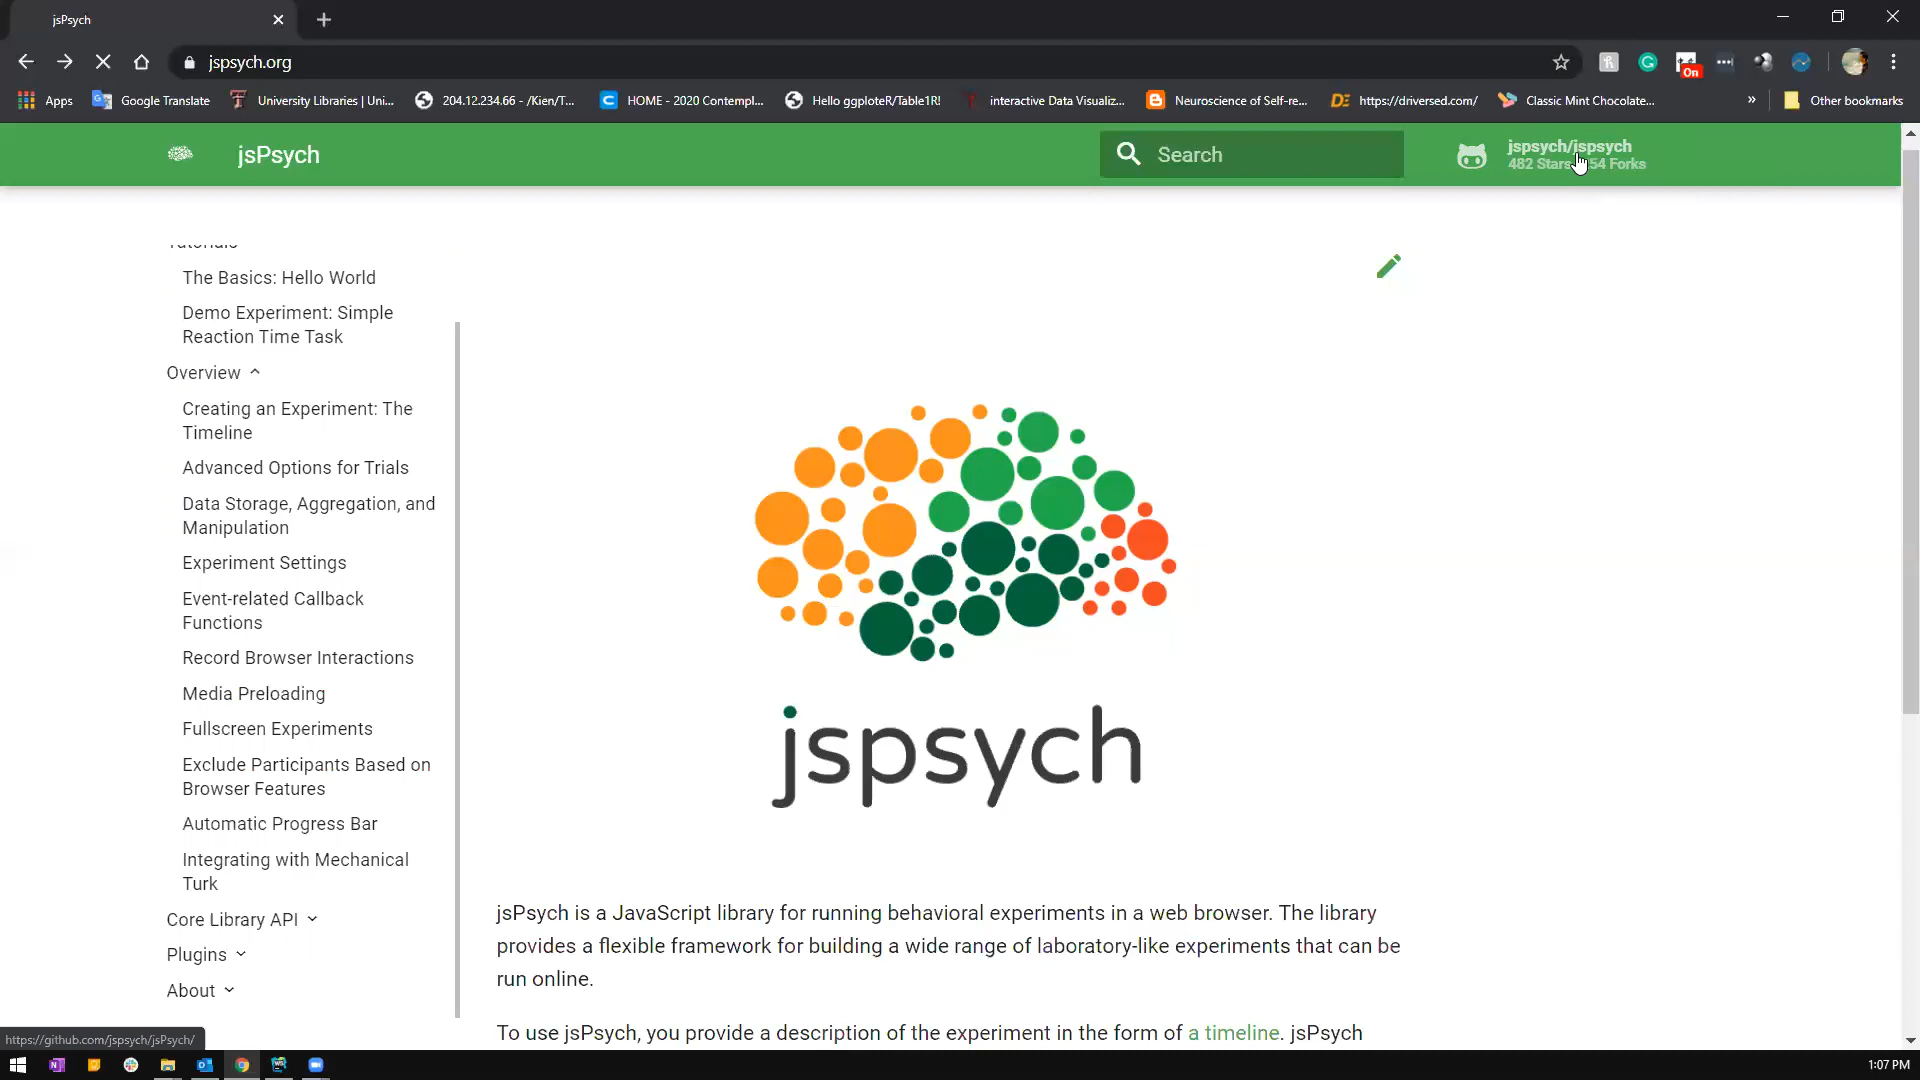 jsPsych
jspsych.org
Apps
Google Translate
University Libraries | Uni...
204.12.234.66 - /Kien/T...
HOME - 2020 Contempl...
Hello ggploteR/Table1R!
interactive Data Visualiz...
Neuroscience of Self-re...
https://driversed.com/
Classic Mint Chocolate...
»
Other bookmarks
On
jsPsych
Search
jspsych/jspsych
482 Stars 54 Forks
Tutorials
The Basics: Hello World
Demo Experiment: Simple
Reaction Time Task
Overview
Creating an Experiment: The
Timeline
Advanced Options for Trials
Data Storage, Aggregation, and
Manipulation
Experiment Settings
Event-related Callback
Functions
Record Browser Interactions
Media Preloading
Fullscreen Experiments
Exclude Participants Based on
Browser Features
Automatic Progress Bar
Integrating with Mechanical
Turk
Core Library API
Plugins
About
jspsych
jsPsych is a JavaScript library for running behavioral experiments in a web browser. The library
provides a flexible framework for building a wide range of laboratory-like experiments that can be
run online.
To use jsPsych, you provide a description of the experiment in the form of a timeline. jsPsych
https://github.com/jspsych/jsPsych/
1:07 PM